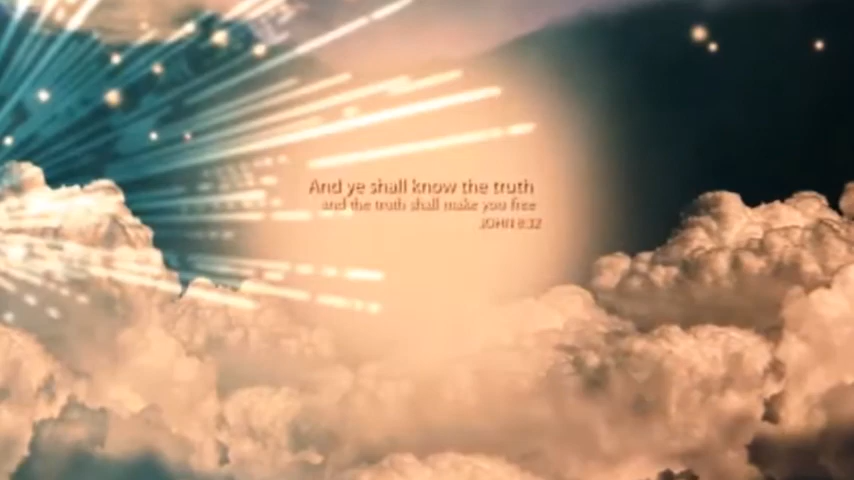 And ye shall know the truth
and the truth shall make you free
JOHN 8:32